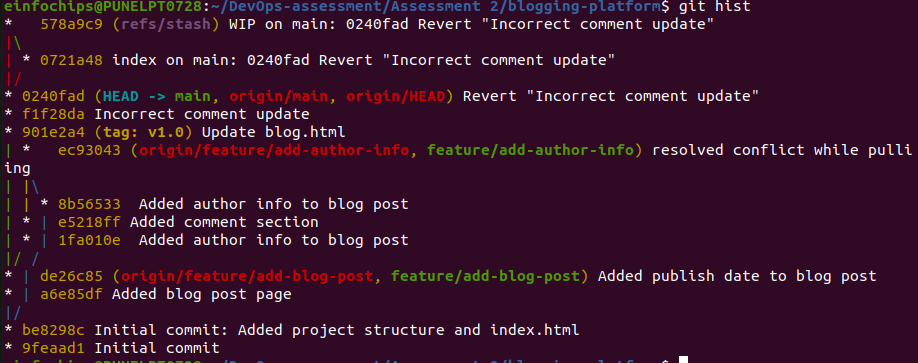 einfochips@PUNELPT0728:~/DevOps-assessment/Assessment 2/blogging-platform$ git hist
*   578a9c9 (refs/stash) WIP on main: 0240fad Revert "Incorrect comment update"
|\
| * 0721a48 index on main: 0240fad Revert "Incorrect comment update"
|/
* 0240fad (HEAD -> main, origin/main, origin/HEAD) Revert "Incorrect comment update"
* f1f28da Incorrect comment update
* 901e2a4 (tag: v1.0) Update blog.html
| *   ec93043 (origin/feature/add-author-info, feature/add-author-info) resolved conflict while pulli
ing
| |\
| | * 8b56533  Added author info to blog post
| * | e5218ff Added comment section
| * | 1fa010e  Added author info to blog post
|/ /
* | de26c85 (origin/feature/add-blog-post, feature/add-blog-post) Added publish date to blog post
* | a6e85df Added blog post page
|/
* be8298c Initial commit: Added project structure and index.html
* 9feaad1 Initial commit